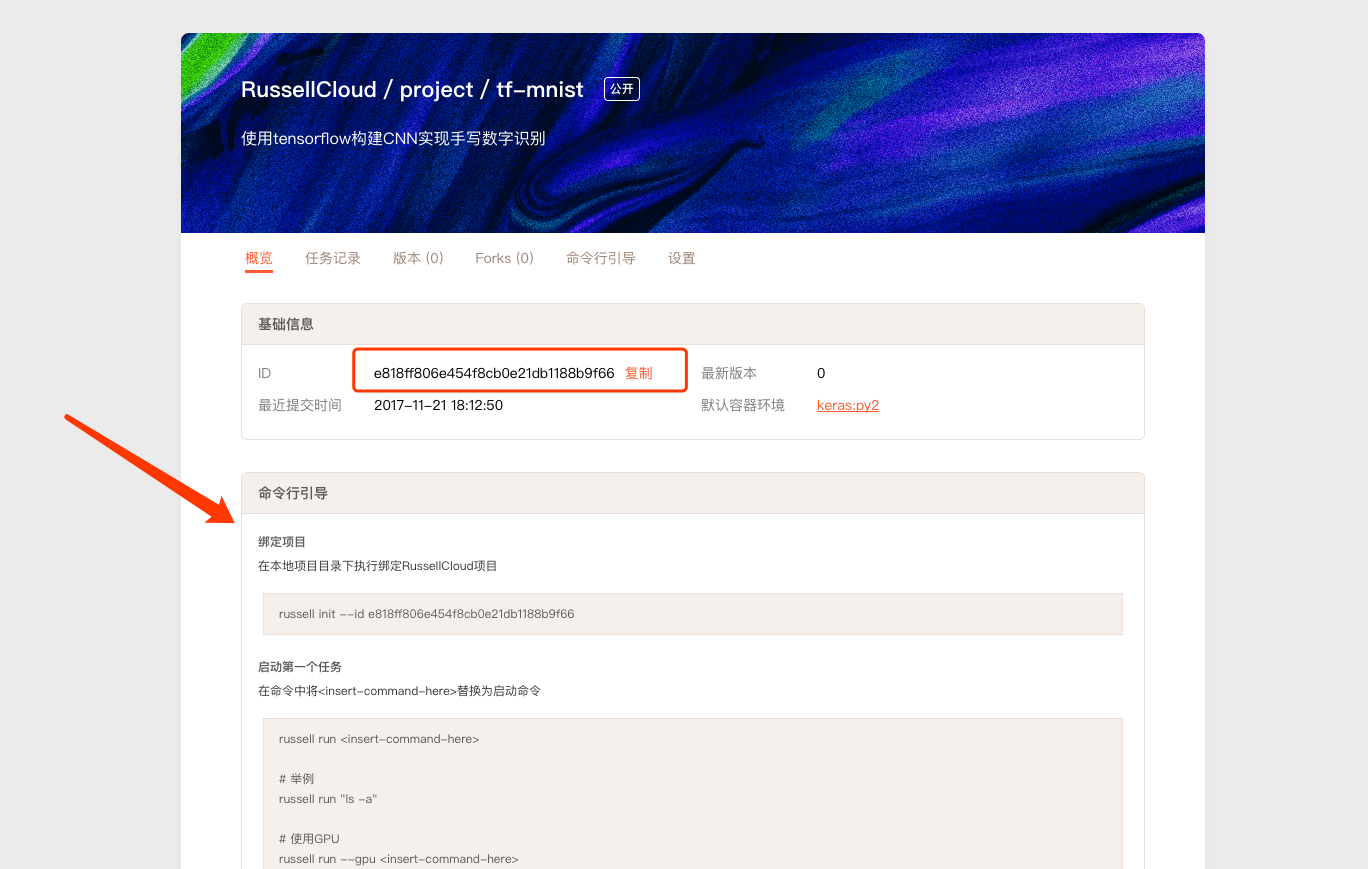 RussellCloud / project / tf-mnist 公开
使用tensorflow构建CNN实现手写数字识别
概览 任务记录 版本 (0) Forks (0) 命令行引导 设置
基础信息
ID e818ff806e454f8cb0e21db1188b9f66 复制 最新版本 0
最近提交时间 2017-11-21 18:12:50 默认容器环境 keras:py2
命令行引导
绑定项目
在本地项目目录下执行绑定RussellCloud项目
russell init --id e818ff806e454f8cb0e21db1188b9f66
启动第一个任务
在命令中将<insert-command-here>替换为启动命令
russell run <insert-command-here>
# 举例
russell run "ls -a"
# 使用GPU
russell run --gpu <insert-command-here>